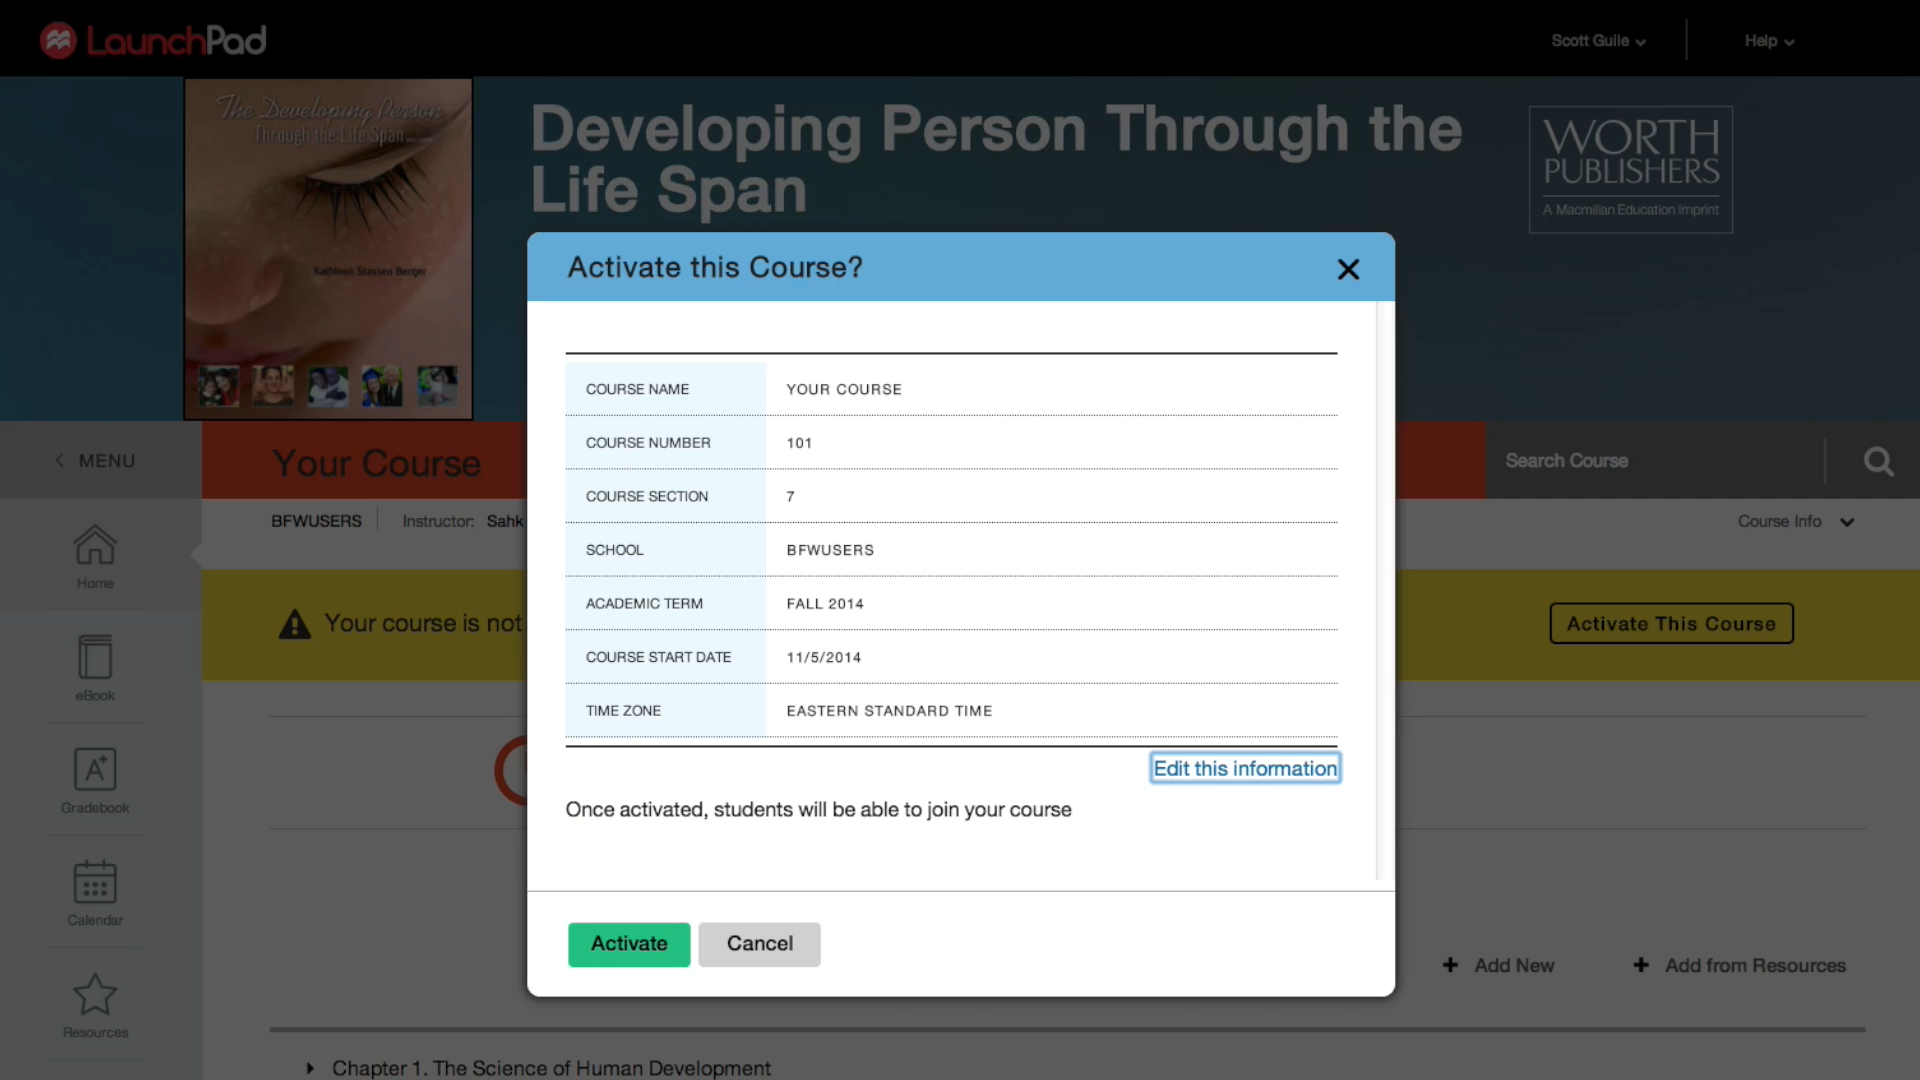 LaunchPad
Scott Guile
Help
The Developing Person
Through the Life Span
Kathleen Stassen Berger
Developing Person Through the
Life Span
WORTH
PUBLISHERS
A Macmillan Education Imprint
MENU
Your Course
Search Course
BFWUSERS
Instructor: Sahk
Course Info
Home
eBook
Gradebook
Calendar
Resources
Your course is not
Activate This Course
Activate this Course?
COURSE NAME YOUR COURSE
COURSE NUMBER 101
COURSE SECTION 7
SCHOOL BFWUSERS
ACADEMIC TERM FALL 2014
COURSE START DATE 11/5/2014
TIME ZONE EASTERN STANDARD TIME
Edit this information
Once activated, students will be able to join your course
Activate Cancel
+ Add New + Add from Resources
Chapter 1. The Science of Human Development